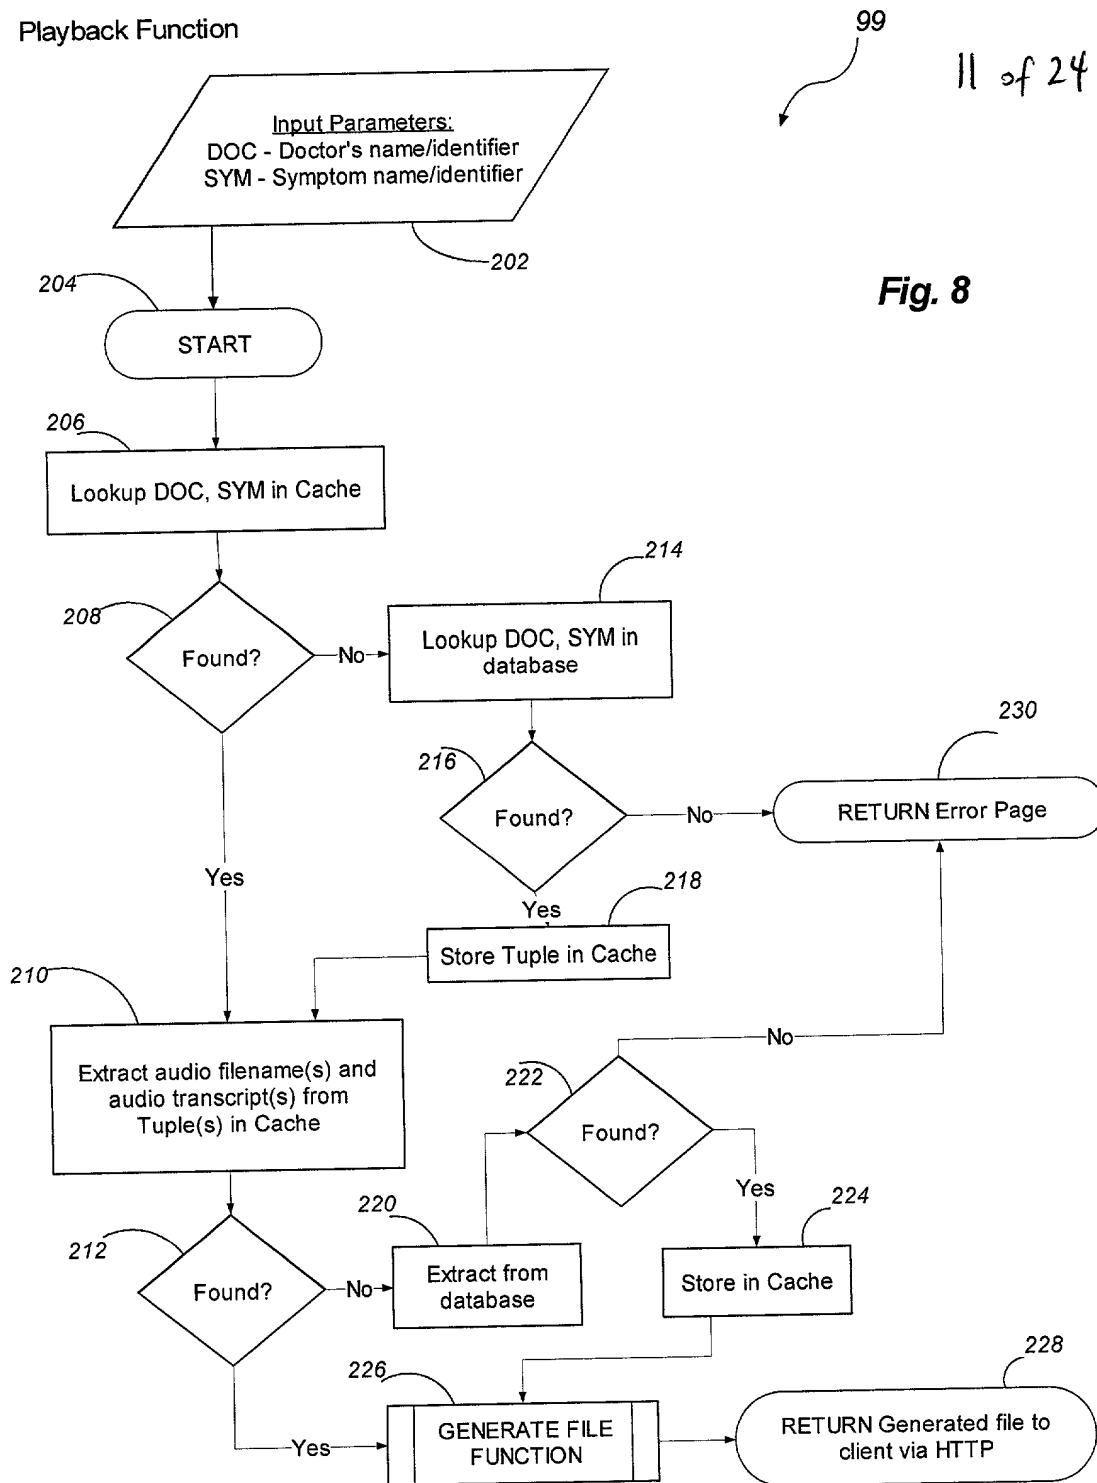 Playback Function
99
11 of 24
Input Parameters:
DOC - Doctor's name/identifier
SYM - Symptom name/identifier
202
204
Fig. 8
START
206
Lookup DOC, SYM in Cache
214
208
Found?
No
Lookup DOC, SYM in
database
230
216
Found?
No
RETURN Error Page
Yes
Yes
218
Store Tuple in Cache
210
No
Extract audio filename(s) and
audio transcript(s) from
Tuple(s) in Cache
222
Found?
Yes
220
224
212
Found?
No
Extract from
database
Store in Cache
226
228
Yes
GENERATE FILE
FUNCTION
RETURN Generated file to
client via HTTP